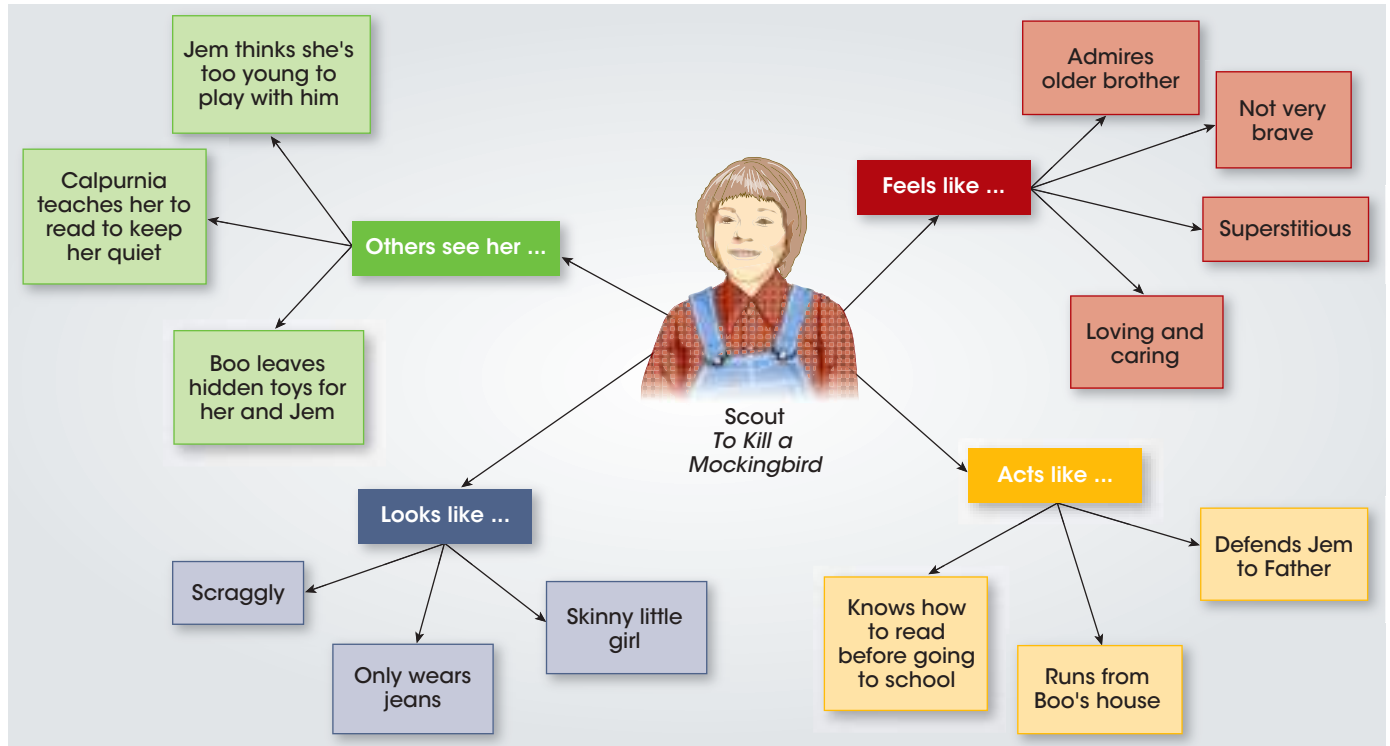 Jem thinks she's
too young to
play with him
Calpurnia
teaches her to
read to keep
her quiet
Others see her ...
Boo leaves
hidden toys for
her and Jem
Feels like ...
Admires
older brother
Not very
brave
Superstitious
Loving and
caring
Scout
To Kill a
Mockingbird
Looks like ...
Scraggly
Only wears
jeans
Skinny little
girl
Acts like ...
Knows how
to read
before going
to school
Runs from
Boo's house
Defends Jem
to Father